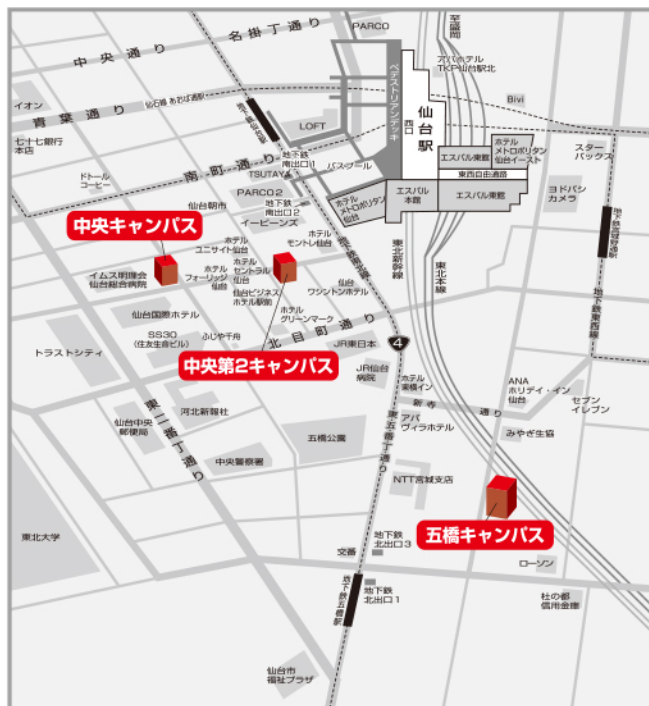 至盛岡
名掛丁通り
PARCO
中央通り
アパホテル
TKP仙台駅北
ペデストリアンデッキ
仙台駅
西口
イオン
青葉通り
仙石線 あおば通駅
Bivi
LOFT
七十七銀行
本店
南町通り
地下鉄
南出口1
バスプール
エスパル東館
ホテル
メトロポリタン
仙台イースト
スター
バックス
東西自由通路
ドトール
コーヒー
TSUTAYA
PARCO2
仙台朝市
地下鉄
南出口2
イービーンズ
ホテル
メトロポリタン
仙台
エスパル
本館
エスパル東館
ヨドバシ
カメラ
中央キャンパス
ホテル
ユニサイト仙台
ホテル
モントレ仙台
地下鉄南北線
東北新幹線
東北本線
地下鉄宮城野通駅
地下鉄東西線
イムス明理会
仙台総合病院
ホテル
フォーリッジ
仙台
ホテル
セントラル
仙台
仙台ビジネス
ホテル駅前
仙台
ワシントンホテル
仙台国際ホテル
ホテル
グリーンマーク
SS30
(住友生命ビル)
ふじや千舟
北目町通り
トラストシティ
中央第2キャンパス
JR東日本
4
JR仙台
病院
ホテル
東横イン
ANA
ホリデイ・イン
仙台
セブン
イレブン
新寺通り
東二番丁通り
河北新報社
仙台中央
郵便局
五橋公園
アパ
ヴィラホテル
みやぎ生協
東五番丁通り
中央警察署
NTT宮城支店
五橋キャンパス
東北大学
交番
地下鉄
北出口3
ローソン
地下鉄五橋駅
地下鉄
北出口1
杜の都
信用金庫
仙台市
福祉プラザ